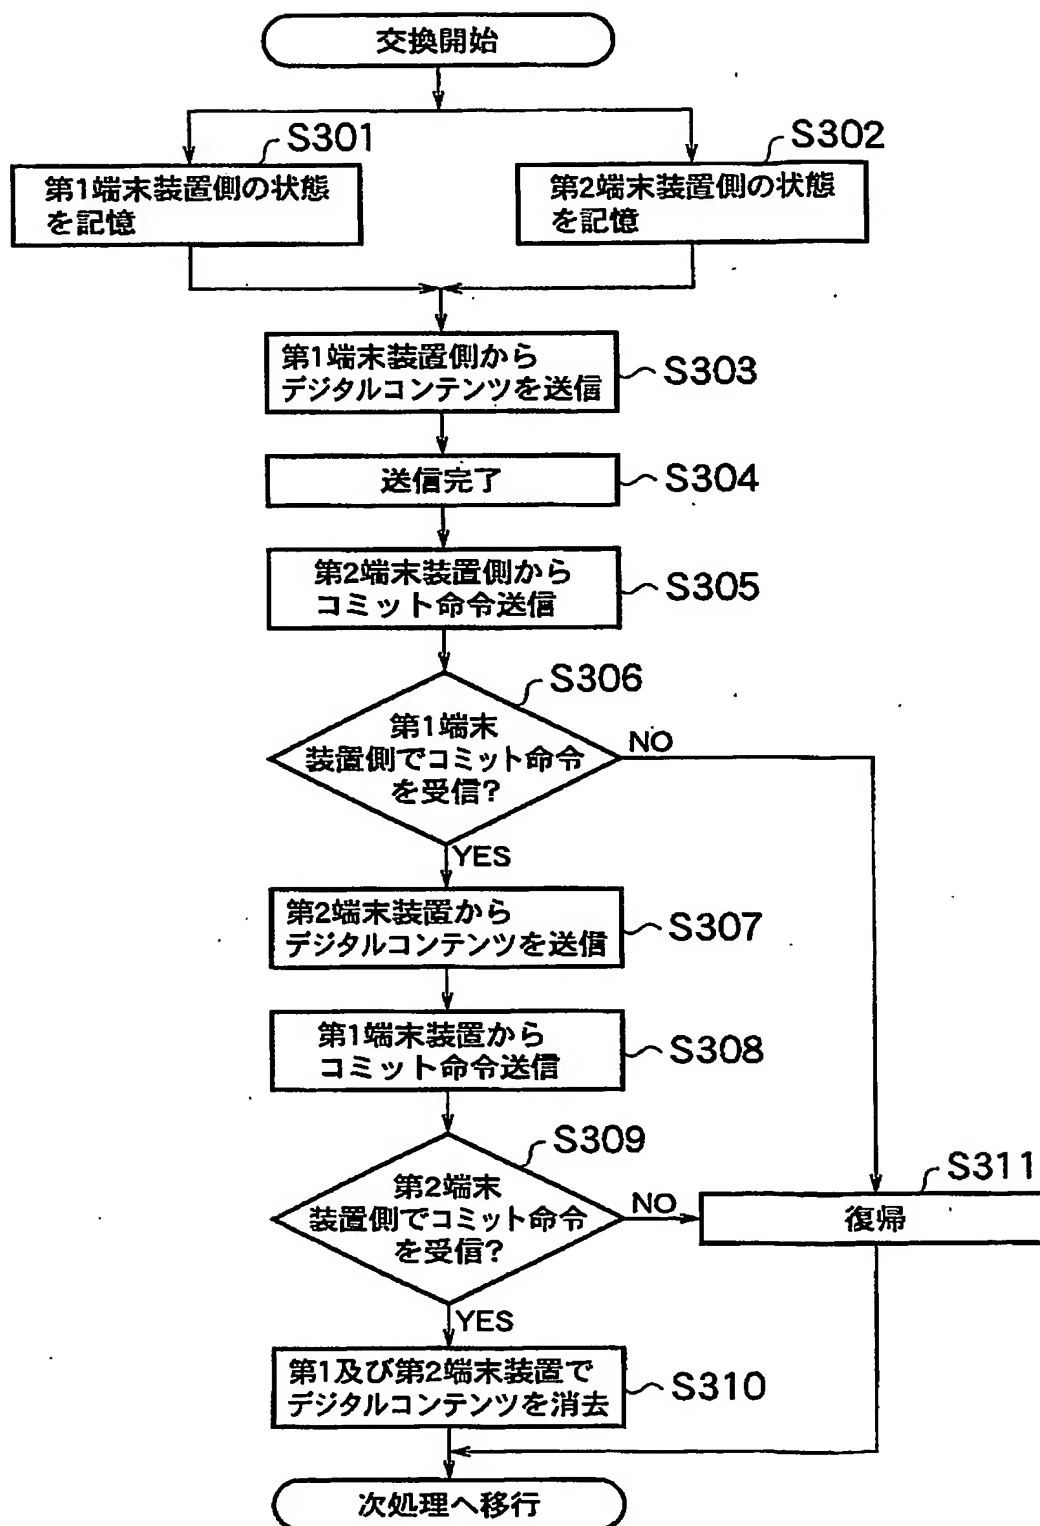 交換開始
S301
S302
第1端末装置側の状態
を記憶
第2端末装置側の状態
を記憶
第1端末装置側から
デジタルコンテンツを送信
S303
送信完了
S304
第2端末装置側から
コミット命令送信
S305
S306
第1端末
装置側でコミット命令
を受信?
NO
YES
第2端末装置から
デジタルコンテンツを送信
S307
第1端末装置から
コミット命令送信
S308
S309
第2端末
装置側でコミット命令
を受信?
NO
S311
復帰
YES
第1及び第2端末装置で
デジタルコンテンツを消去
S310
次処理へ移行